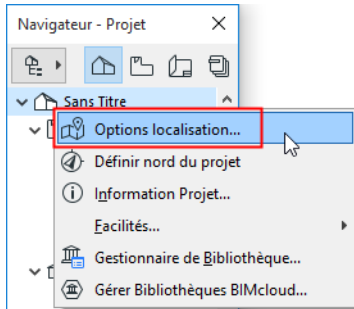 Navigateur - Projet
Sans Titre
Options localisation...
Définir nord du projet
Information Projet...
Facilités...
Gestionnaire de Bibliothèque...
Gérer Bibliothèques BIMcloud...